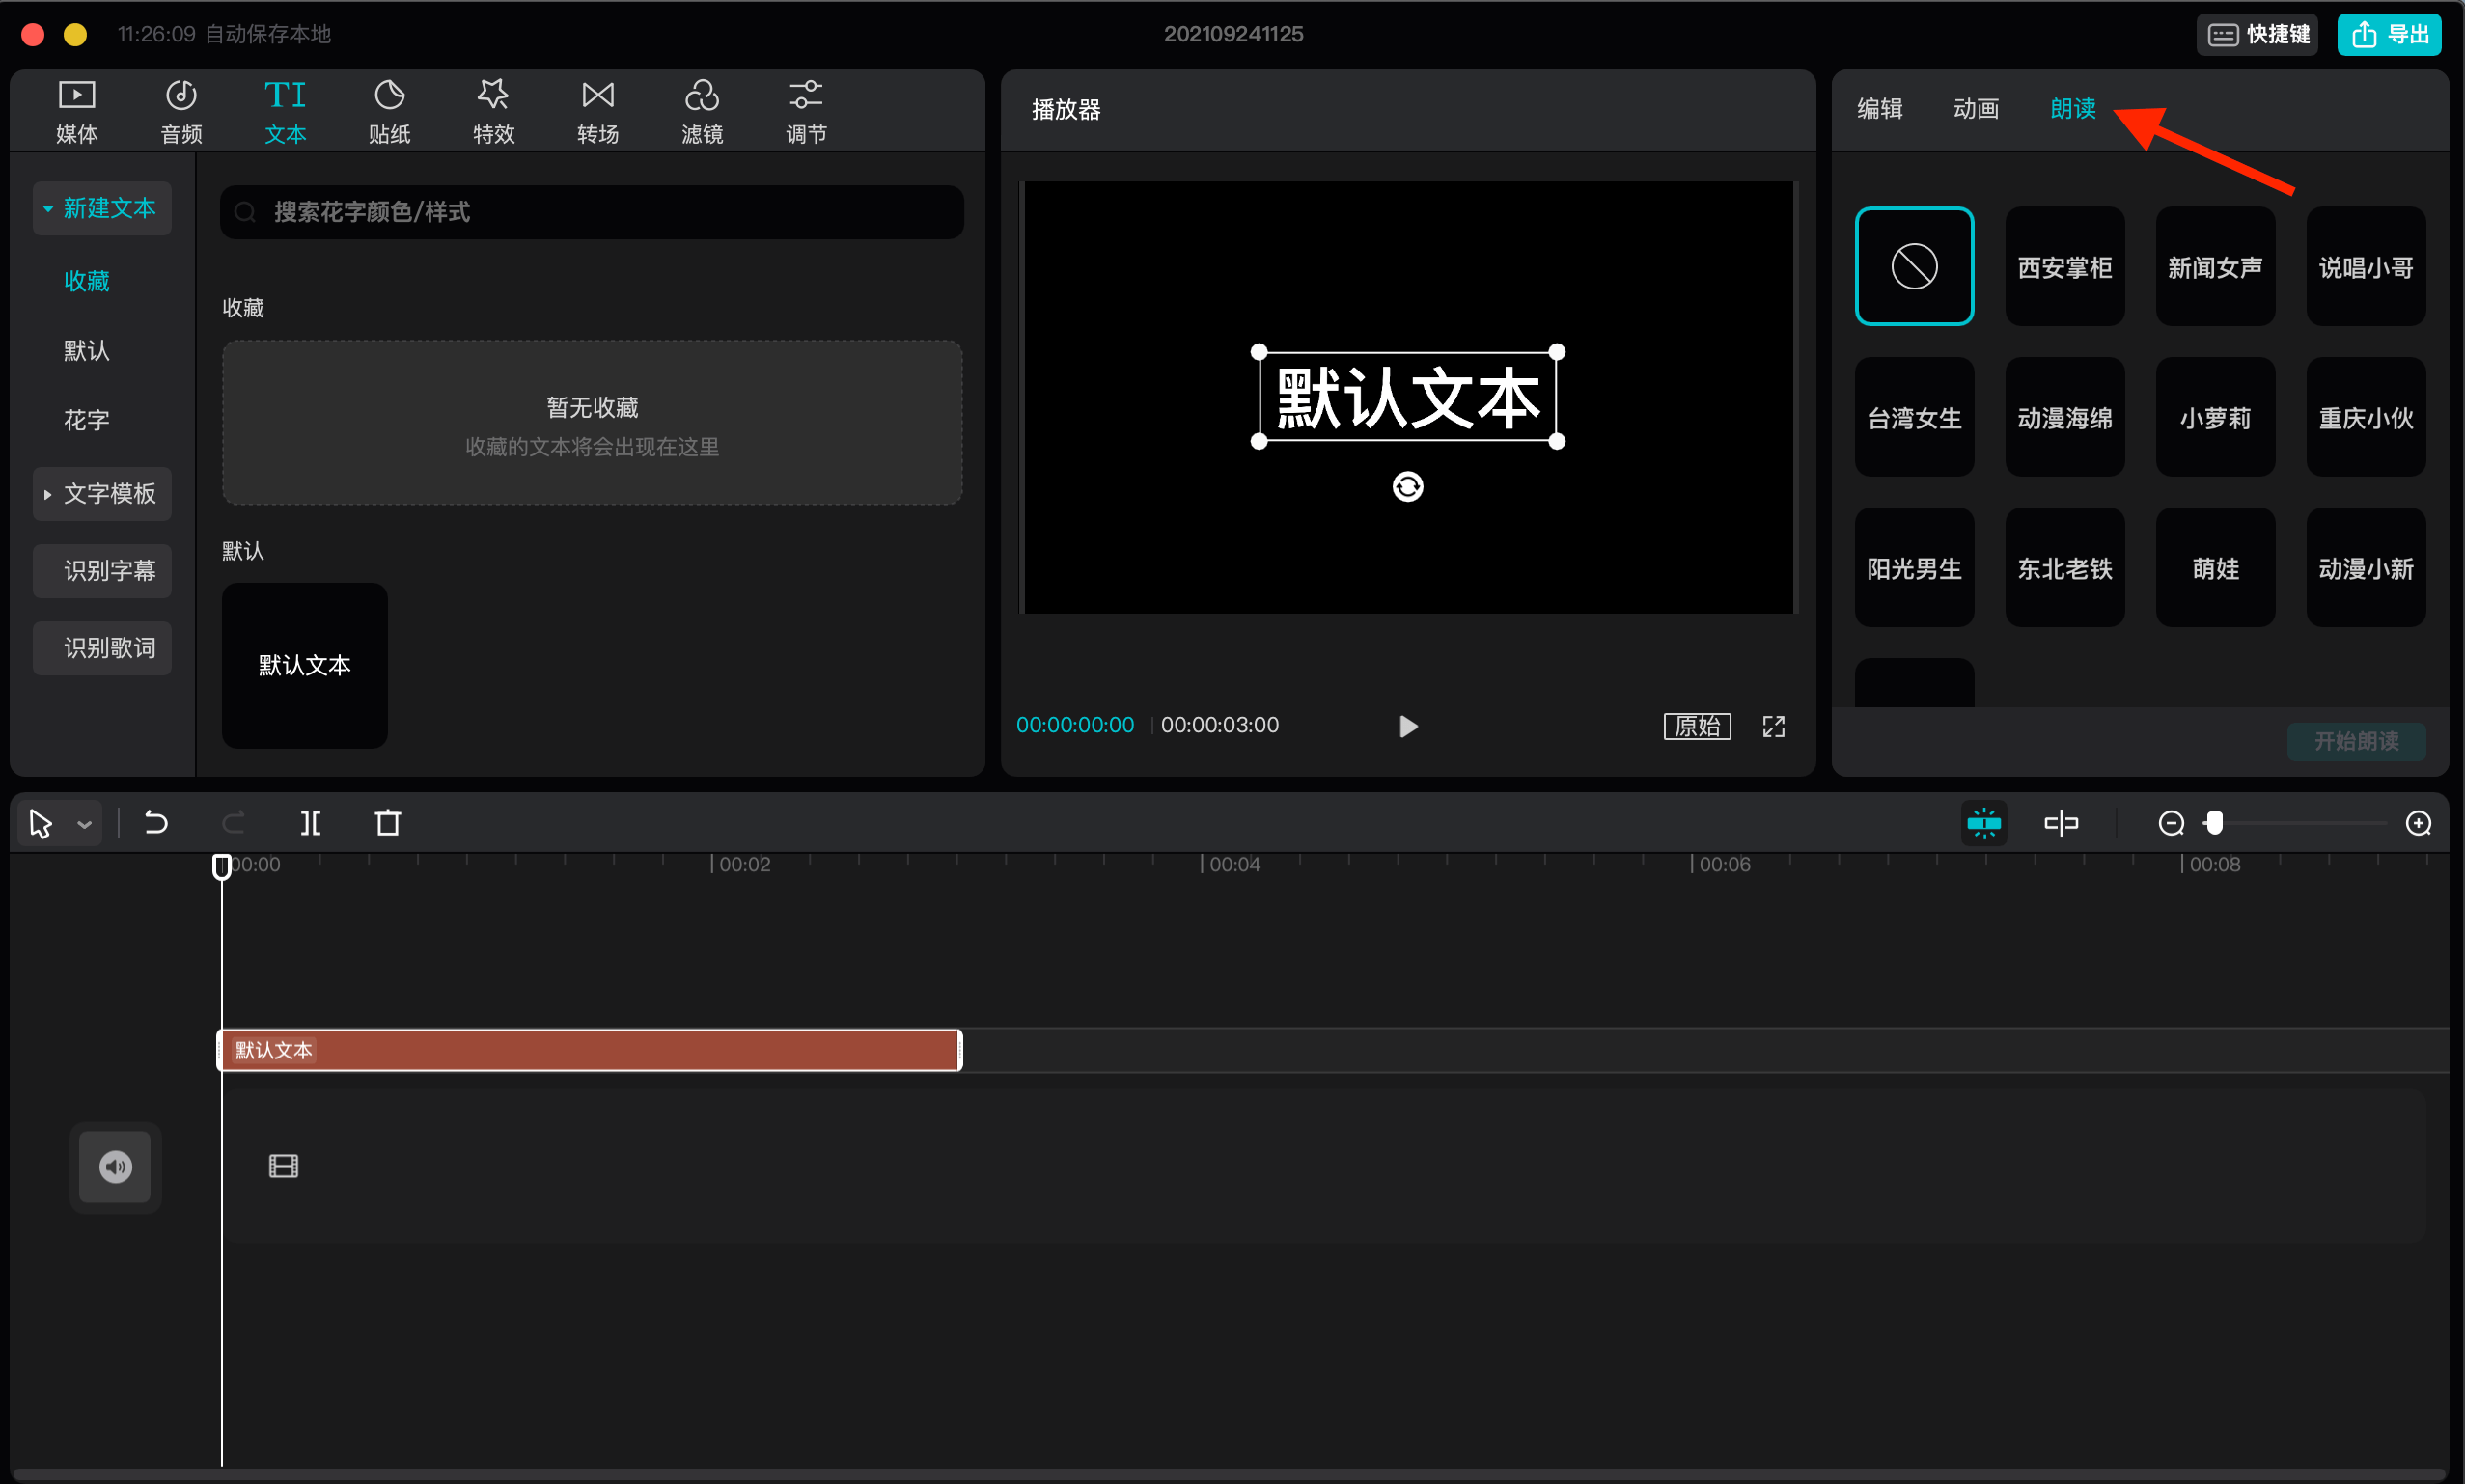 11:26:09 自动保存本地
202109241125
快捷键
导出
媒体
音频
TI
文本
贴纸
特效
转场
滤镜
调节
新建文本
收藏
默认
花字
文字模板
识别字幕
识别歌词
搜索花字颜色/样式
收藏
暂无收藏
收藏的文本将会出现在这里
默认
默认文本
播放器
默认文本
00:00:00:00
00:00:03:00
原始
编辑
动画
朗读
西安掌柜
新闻女声
说唱小哥
台湾女生
动漫海绵
小萝莉
重庆小伙
阳光男生
东北老铁
萌娃
动漫小新
开始朗读
00:00
00:02
00:04
00:06
00:08
默认文本